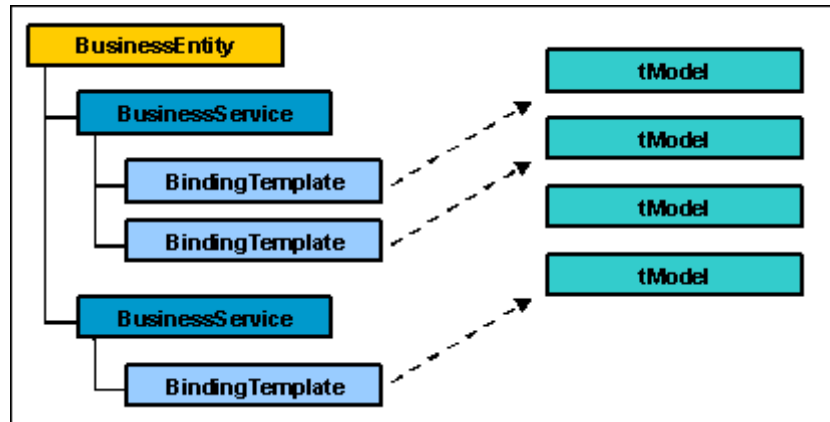 BusinessEntity
BusinessService
BindingTemplate
BindingTemplate
BusinessService
BindingTemplate
tModel
tModel
tModel
tModel